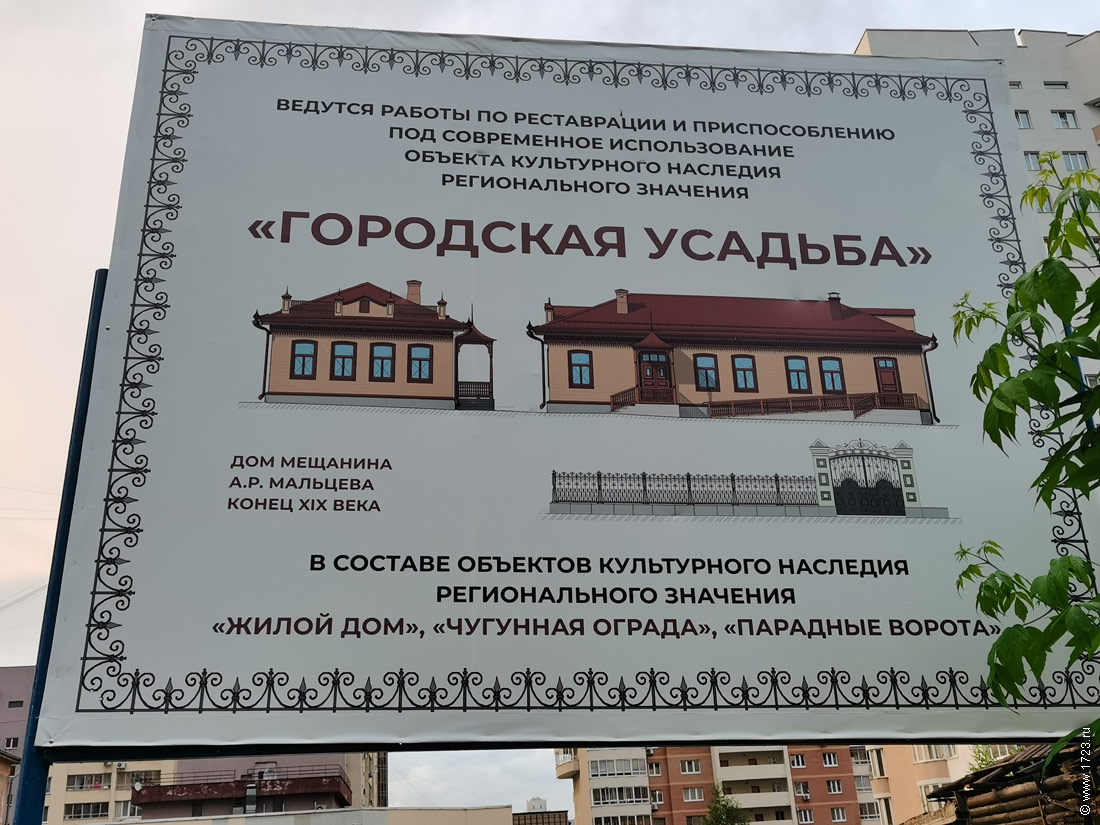 ВЕДУТСЯ РАБОТЫ ПО РЕСТАВРАЦИИ И ПРИСПОСОБЛЕНИЮ
ПОД СОВРЕМЕННОЕ ИСПОЛЬЗОВАНИЕ
ОБЪЕКТА КУЛЬТУРНОГО НАСЛЕДИЯ
РЕГИОНАЛЬНОГО ЗНАЧЕНИЯ
«ГОРОДСКАЯ УСАДЬБА»
ДОМ МЕЩАНИНА
А.Р. МАЛЬЦЕВА
КОНЕЦ XIX ВЕКА
В СОСТАВЕ ОБЪЕКТОВ КУЛЬТУРНОГО НАСЛЕДИЯ
РЕГИОНАЛЬНОГО ЗНАЧЕНИЯ
«ЖИЛОЙ ДОМ», «ЧУГУННАЯ ОГРАДА», «ПАРАДНЫЕ ВОРОТА»
© www.1723.ru